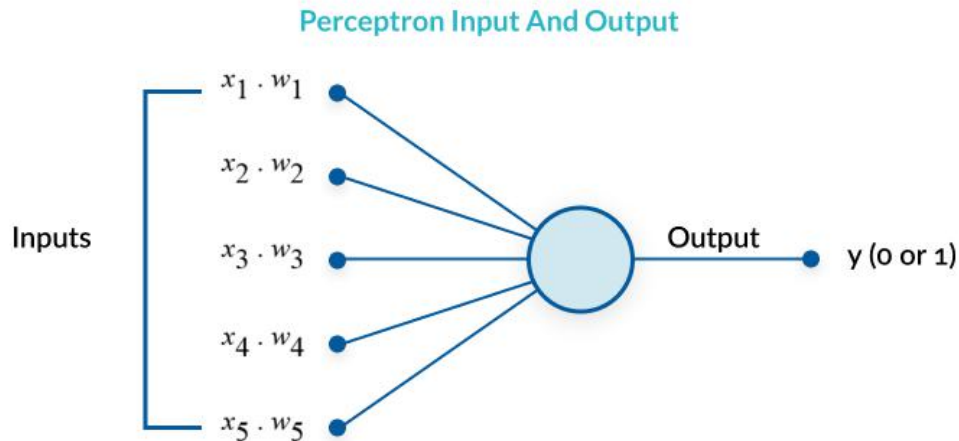 Perceptron Input And Output
x1 . w1
x2 . w2
Inputs
x3 . w3
Output
y (0 or 1)
x4 . w4
x5 . w5